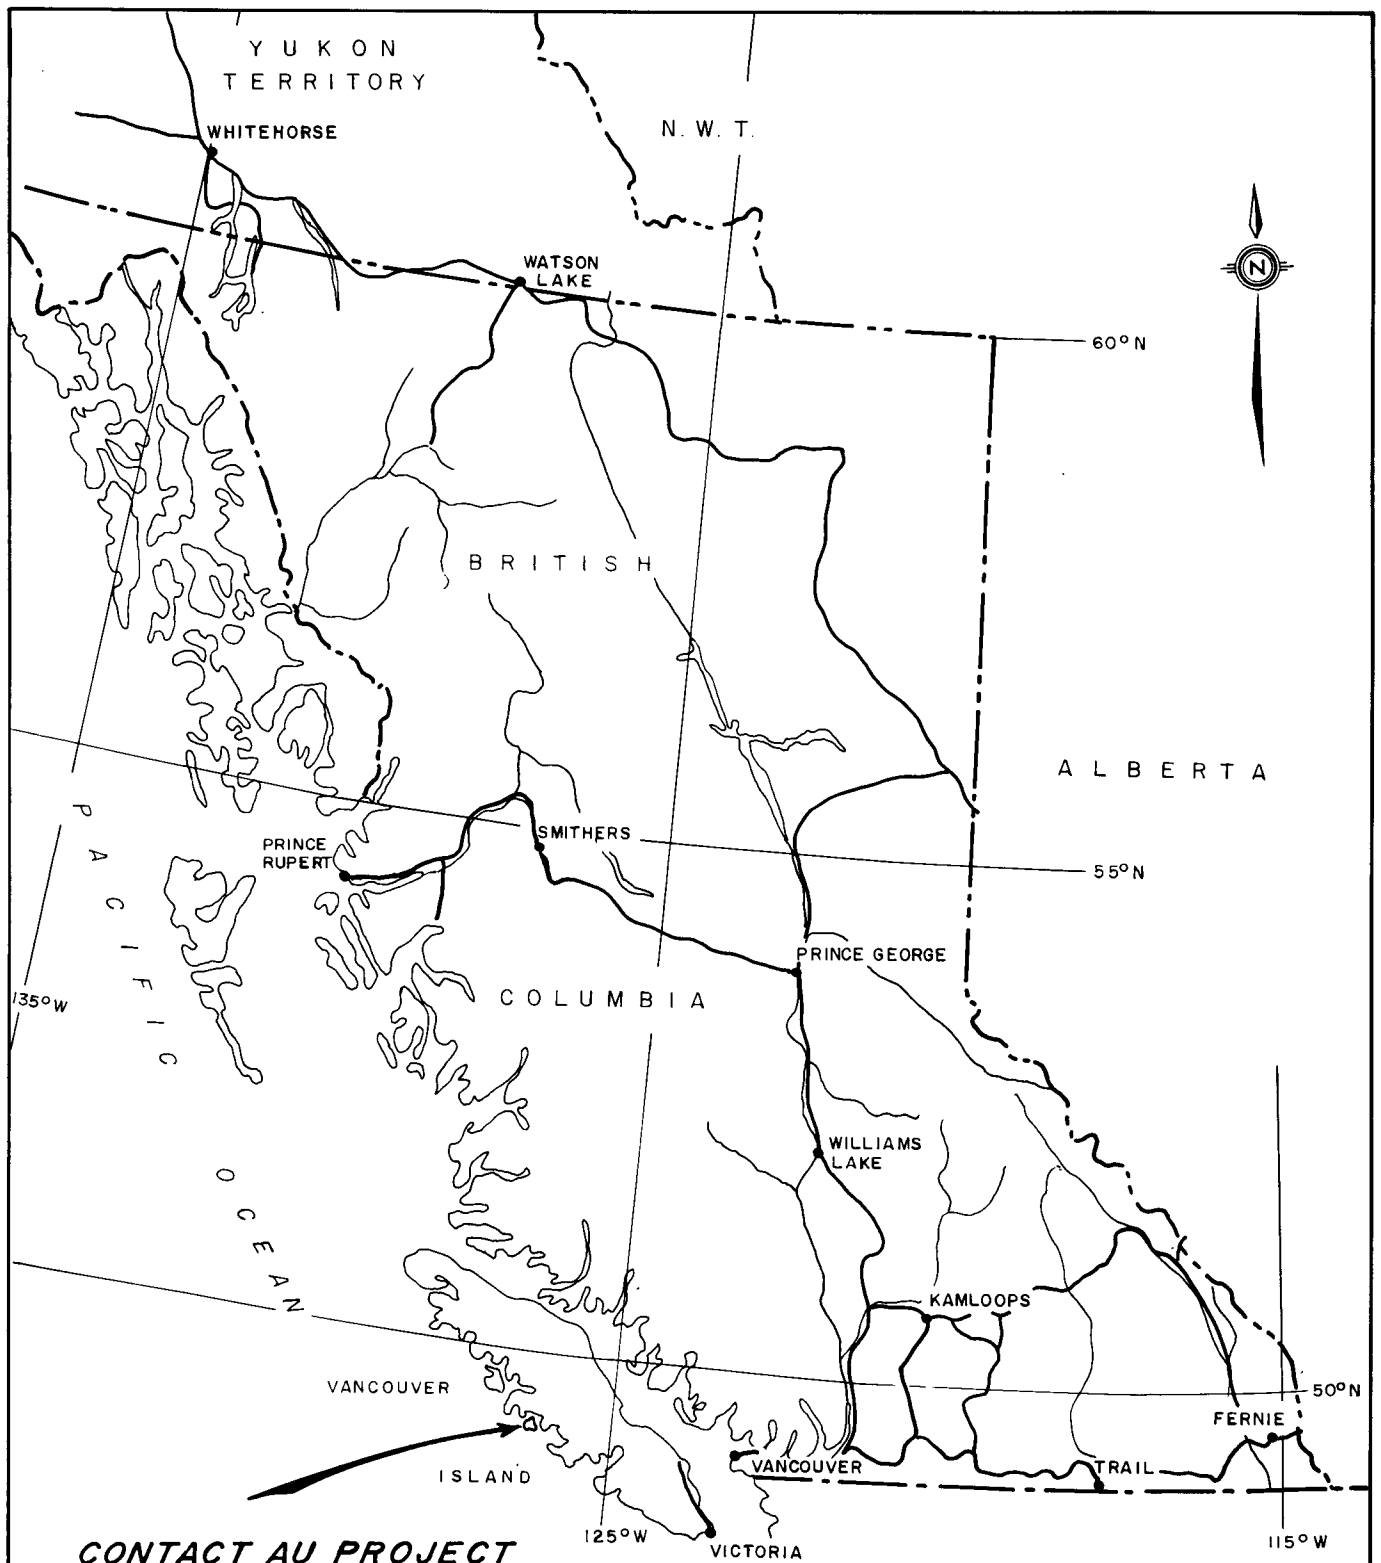 YUKON
TERRITORY
N. W. T.
WHITEHORSE
N
WATSON
LAKE
60°N
BRITISH
ALBERTA
PACIFIC
OCEAN
SMITHERS
PRINCE
RUPERT
55°N
PRINCE GEORGE
COLUMBIA
135°W
WILLIAMS
LAKE
KAMLOOPS
VANCOUVER
ISLAND
50°N
FERNIE
VANCOUVER
TRAIL
125°W
115°W
VICTORIA
CONTACT AU PROJECT